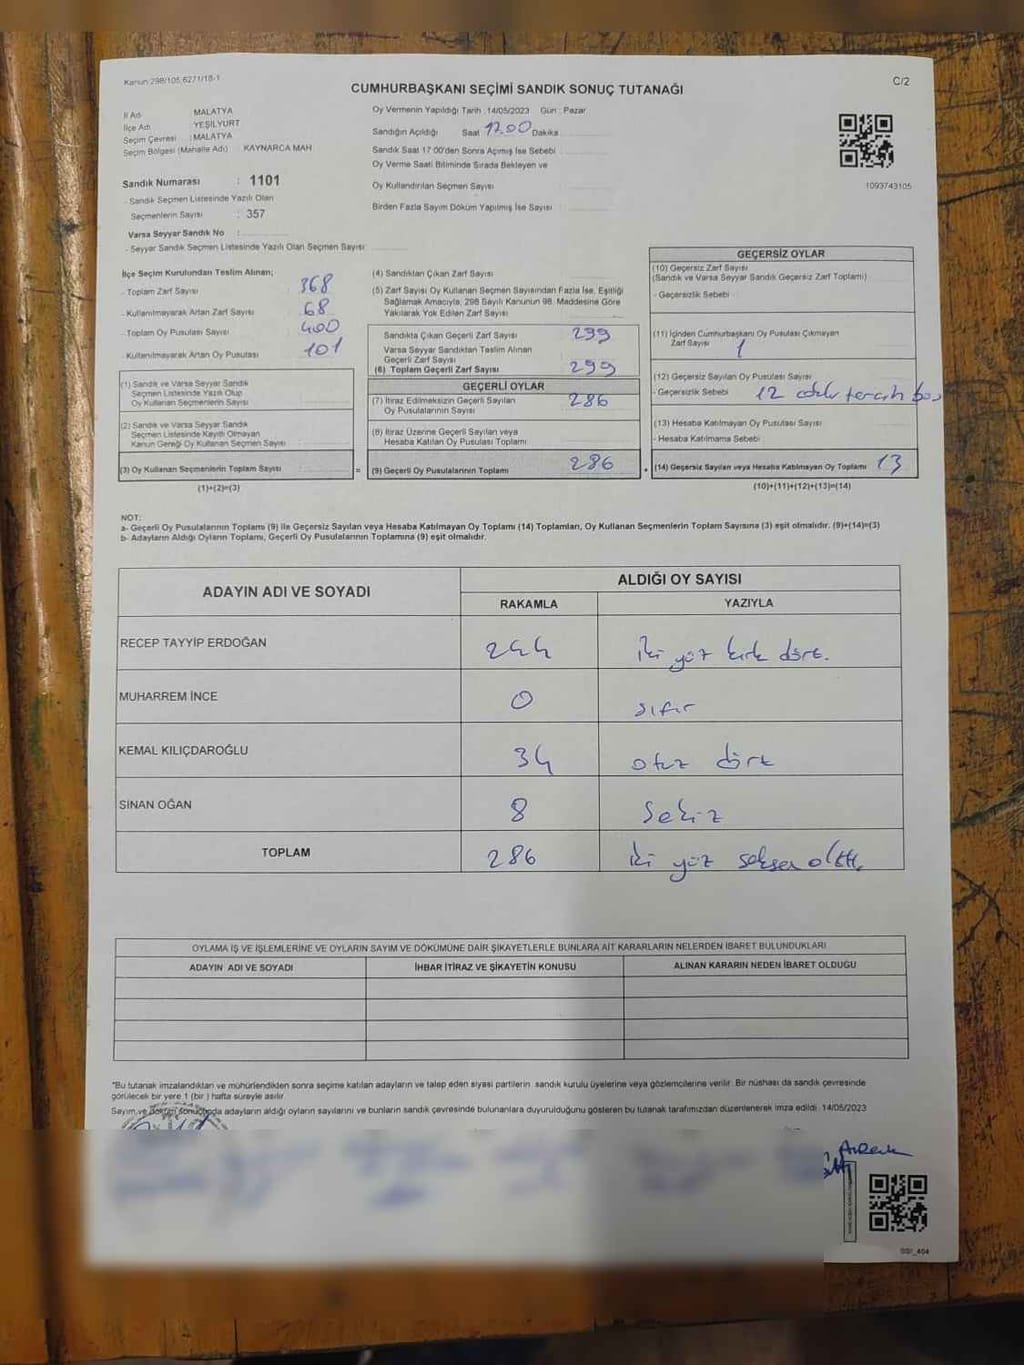 Kanun 298/105,6271/18-1
C/2
CUMHURBAŞKANI SEÇİMİ SANDIK SONUÇ TUTANAĞI
İl Adı : MALATYA
İlçe Adı : YEŞİLYURT
Seçim Çevresi : MALATYA
Seçim Bölgesi (Mahalle Adı) : KAYNARCA MAH
Sandık Numarası : 1101
- Sandık Seçmen Listesinde Yazılı Olan
Seçmenlerin Sayısı : 357
Varsa Seyyar Sandık No :
- Seyyar Sandık Seçmen Listesinde Yazılı Olan Seçmen Sayısı
Oy Vermenin Yapıldığı Tarih : 14/05/2023 Gün : Pazar
Sandığın Açıldığı Saat 17.00 Dakika
Sandık Saat 17:00'den Sonra Açımış İse Sebebi
Oy Verme Saati Bitiminde Sırada Bekleyen ve
Oy Kullandırılan Seçmen Sayısı
Birden Fazla Sayım Döküm Yapılmış İse Sayısı
1093743105
İlçe Seçim Kurulundan Teslim Alınan;
- Toplam Zarf Sayısı 368
- Kullanılmayarak Artan Zarf Sayısı 68
- Toplam Oy Pusulası Sayısı 400
- Kullanılmayarak Artan Oy Pusulası 101
(1) Sandık ve Varsa Seyyar Sandık
Seçmen Listesinde Yazılı Olup
Oy Kullanan Seçmenlerin Sayısı
(2) Sandık ve Varsa Seyyar Sandık
Seçmen Listesinde Kayıtlı Olmayan
Kanun Gereği Oy Kullanan Seçmen Sayısı
(3) Oy Kullanan Seçmenlerin Toplam Sayısı
(1)+(2)=(3)
(4) Sandıktan Çıkan Zarf Sayısı
(5) Zarf Sayısı Oy Kullanan Seçmen Sayısından Fazla İse, Eşitliği
Sağlamak Amacıyla, 298 Sayılı Kanunun 98. Maddesine Göre
Yakılarak Yok Edilen Zarf Sayısı
Sandıkta Çıkan Geçerli Zarf Sayısı 299
Varsa Seyyar Sandıktan Teslim Alınan
Geçerli Zarf Sayısı
(6) Toplam Geçerli Zarf Sayısı 299
GEÇERLİ OYLAR
(7) İtiraz Edilmeksizin Geçerli Sayılan
Oy Pusulalarının Sayısı 286
(8) İtiraz Üzerine Geçerli Sayılan veya
Hesaba Katılan Oy Pusulası Toplamı
= (9) Geçerli Oy Pusulalarının Toplamı 286
GEÇERSİZ OYLAR
(10) Geçersiz Zarf Sayısı
(Sandık ve Varsa Seyyar Sandık Geçersiz Zarf Toplamı)
- Geçersizlik Sebebi
(11) İçinden Cumhurbaşkanı Oy Pusulası Çıkmayan
Zarf Sayısı 1
(12) Geçersiz Sayılan Oy Pusulası Sayısı
- Geçersizlik Sebebi 12 adet tercih boş
(13) Hesaba Katılmayan Oy Pusulası Sayısı
- Hesaba Katılmama Sebebi
+ (14) Geçersiz Sayılan veya Hesaba Katılmayan Oy Toplamı 13
(10)+(11)+(12)+(13)=(14)
NOT:
a- Geçerli Oy Pusulalarının Toplamı (9) ile Geçersiz Sayılan veya Hesaba Katılmayan Oy Toplamı (14) Toplamları, Oy Kullanan Seçmenlerin Toplam Sayısına (3) eşit olmalıdır. (9)+(14)=(3)
b- Adayların Aldığı Oyların Toplamı, Geçerli Oy Pusulalarının Toplamına (9) eşit olmalıdır.
ADAYIN ADI VE SOYADI
ALDIĞI OY SAYISI
RAKAMLA YAZIYLA
RECEP TAYYİP ERDOĞAN 244 iki yüz kırk dört.
MUHARREM İNCE 0 sıfır
KEMAL KILIÇDAROĞLU 34 otuz dört
SİNAN OĞAN 8 Sekiz
TOPLAM 286 iki yüz seksen altı.
OYLAMA İŞ VE İŞLEMLERİNE VE OYLARIN SAYIM VE DÖKÜMÜNE DAİR ŞİKAYETLERLE BUNLARA AİT KARARLARIN NELERDEN İBARET BULUNDUKLARI
ADAYIN ADI VE SOYADI İHBAR İTİRAZ VE ŞİKAYETİN KONUSU ALINAN KARARIN NEDEN İBARET OLDUĞU
*Bu tutanak imzalandıktan ve mühürlendikten sonra seçime katılan adayların ve talep eden siyasi partilerin sandık kurulu üyelerine veya gözlemcilerine verilir. Bir nüshası da sandık çevresinde
görülecek bir yere 1 (bir) hafta süreyle asılır.
Sayım ve döküm sonucunda adayların aldığı oyların sayılarını ve bunların sandık çevresinde bulunanlara duyurulduğunu gösteren bu tutanak tarafımızdan düzenlenerek imza edildi. 14/05/2023
SSI_404